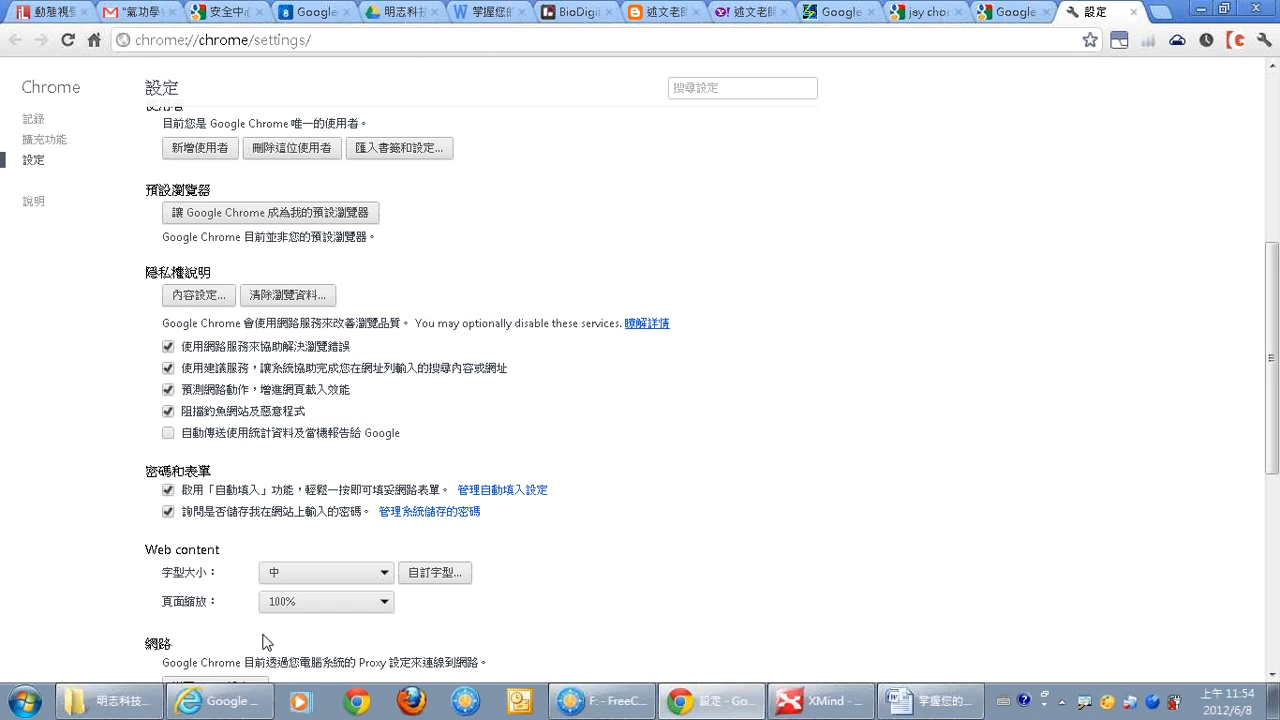 動態視
"氣功學
安全中心
Google
明志科技
掌握您的
BioDigit
述文老師
述文老師
Google
jay cho
Google
設定
chrome://chrome/settings/
Chrome
設定
搜尋設定
記錄
擴充功能
設定
說明
使用者
目前您是 Google Chrome 唯一的使用者。
新增使用者 刪除這位使用者 匯入書籤和設定...
預設瀏覽器
讓 Google Chrome 成為我的預設瀏覽器
Google Chrome 目前並非您的預設瀏覽器。
隱私權說明
內容設定... 清除瀏覽資料...
Google Chrome 會使用網路服務來改善瀏覽品質。 You may optionally disable these services. 瞭解詳情
使用網路服務來協助解決瀏覽錯誤
使用建議服務，讓系統協助完成您在網址列輸入的搜尋內容或網址
預測網路動作，增進網頁載入效能
阻擋釣魚網站及惡意程式
自動傳送使用統計資料及當機報告給 Google
密碼和表單
啟用「自動填入」功能，輕鬆一按即可填妥網路表單。 管理自動填入設定
詢問是否儲存我在網站上輸入的密碼。 管理系統儲存的密碼
Web content
字型大小： 中 自訂字型...
頁面縮放： 100%
網路
Google Chrome 目前透過您電腦系統的 Proxy 設定來連線到網路。
明志科技...
Google ...
F: - FreeC...
設定 - Go...
XMind - ...
掌握您的...
上午 11:54
2012/6/8